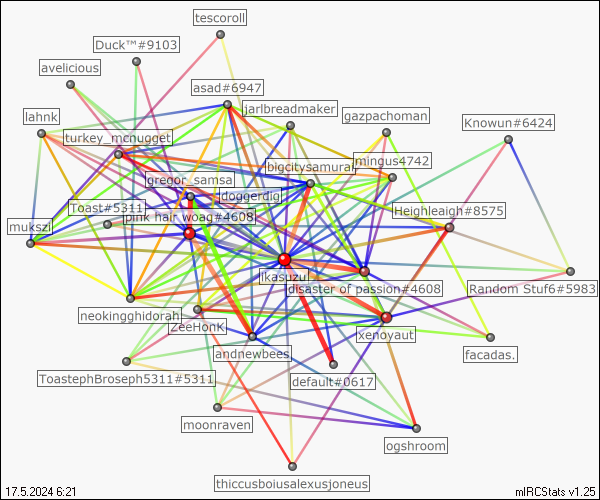 tescoroll
Duck™#9103
avelicious
asad#6947
jarlbreadmaker
gazpachoman
lahnk
Knowun#6424
turkey_mcnugget
bigcitysamurai
mingus4742
gregor_samsa
doggerdig
Toast#5311
pink hair woag#4608
Heighleaigh#8575
mukszi
ikasuzu
disaster of passion#4608
Random Stuf6#5983
neokingghidorah
ZeeHonK
xenoyaut
andnewbees
facadas.
ToastephBroseph5311#5311
default#0617
moonraven
ogshroom
thiccusboiusalexusjoneus
17.5.2024 6:21
mIRCStats v1.25